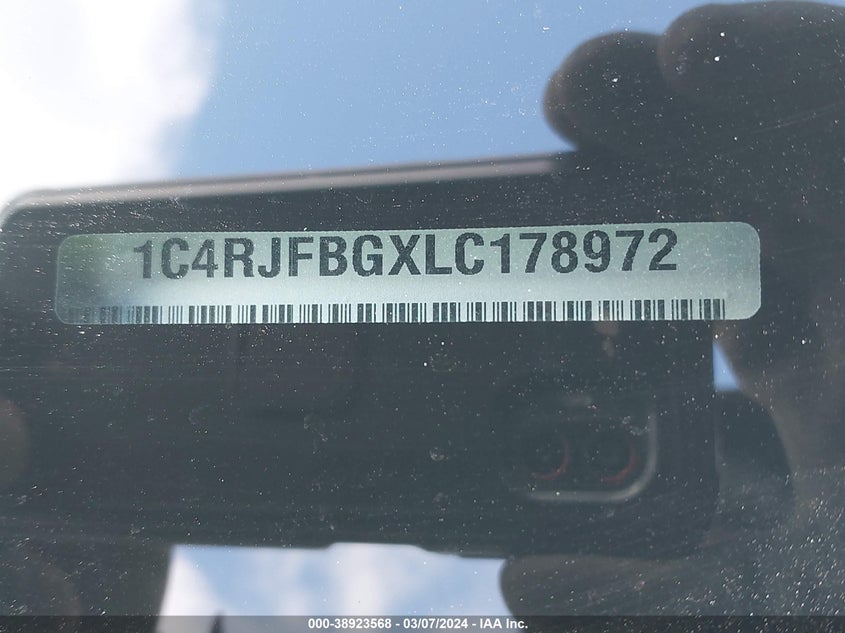 1C4RJFBGXLC178972
000-38923568 - 03/07/2024 - IAA Inc.